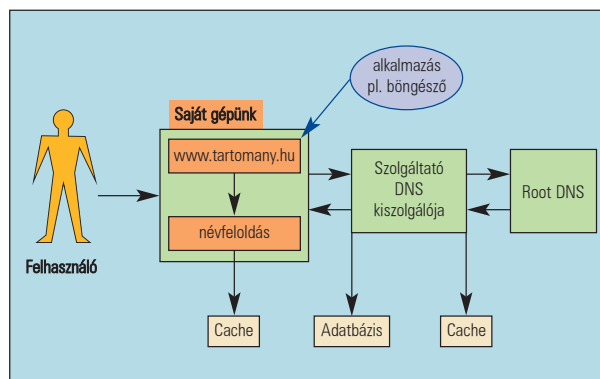 alkalmazás
pl. böngésző
Saját gépünk
www.tartomany.hu
Szolgáltató
DNS
kiszolgálója
Root DNS
névfeloldás
Felhasználó
Cache
Adatbázis
Cache